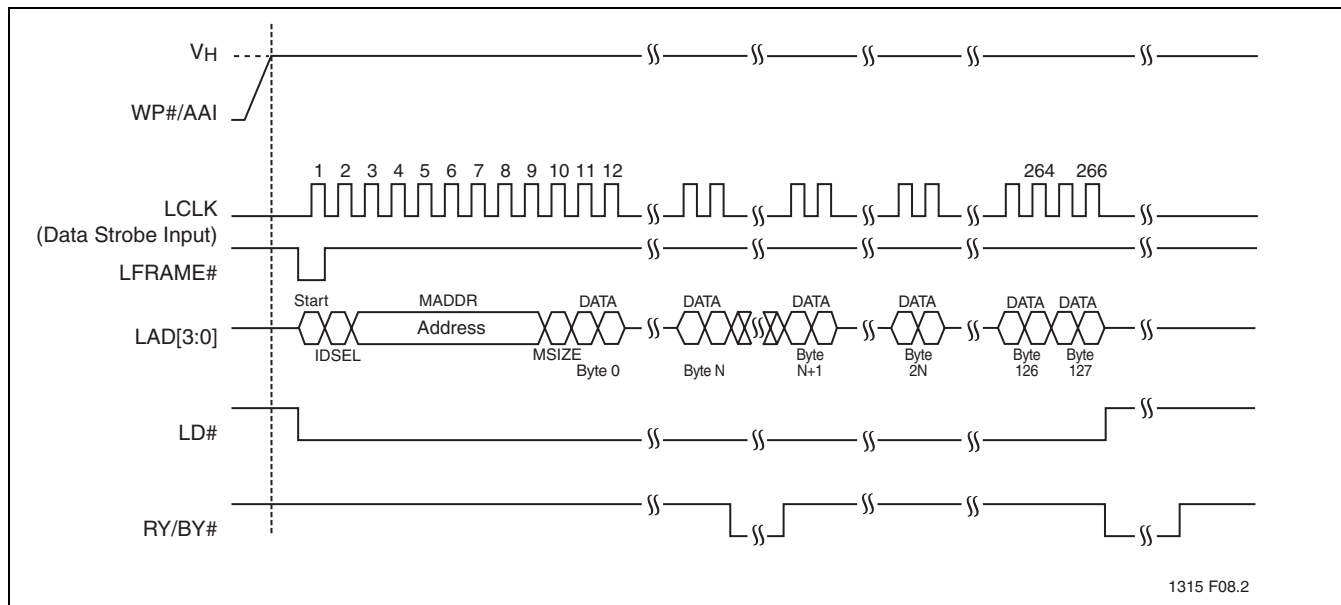 VH
WP#/AAI
1 2 3 4 5 6 7 8 9 10 11 12 264 266
LCLK
(Data Strobe Input)
LFRAME#
Start MADDR DATA DATA DATA DATA DATA DATA
LAD[3:0] Address
IDSEL MSIZE Byte 0 Byte N Byte N+1 Byte 2N Byte 126 Byte 127
LD#
RY/BY#
1315 F08.2